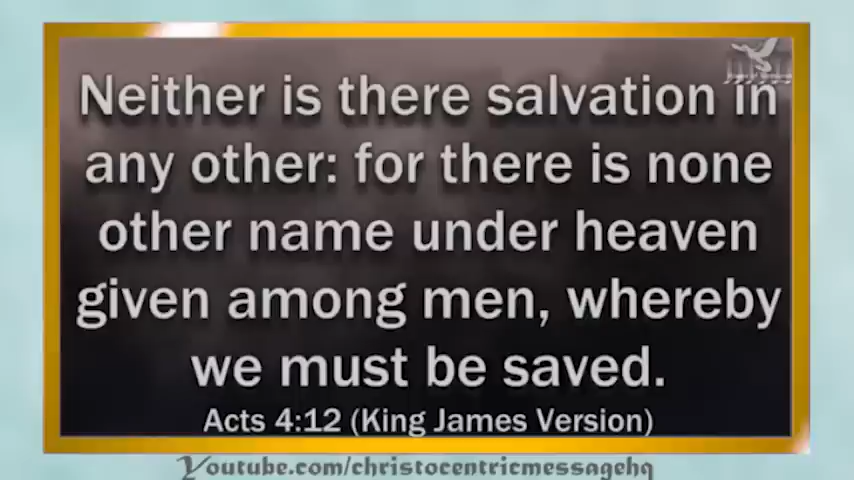 Neither is there salvation in
any other: for there is none
other name under heaven
given among men, whereby
we must be saved.
Acts 4:12 (King James Version)
Youtube.com/christocentricmessagehq